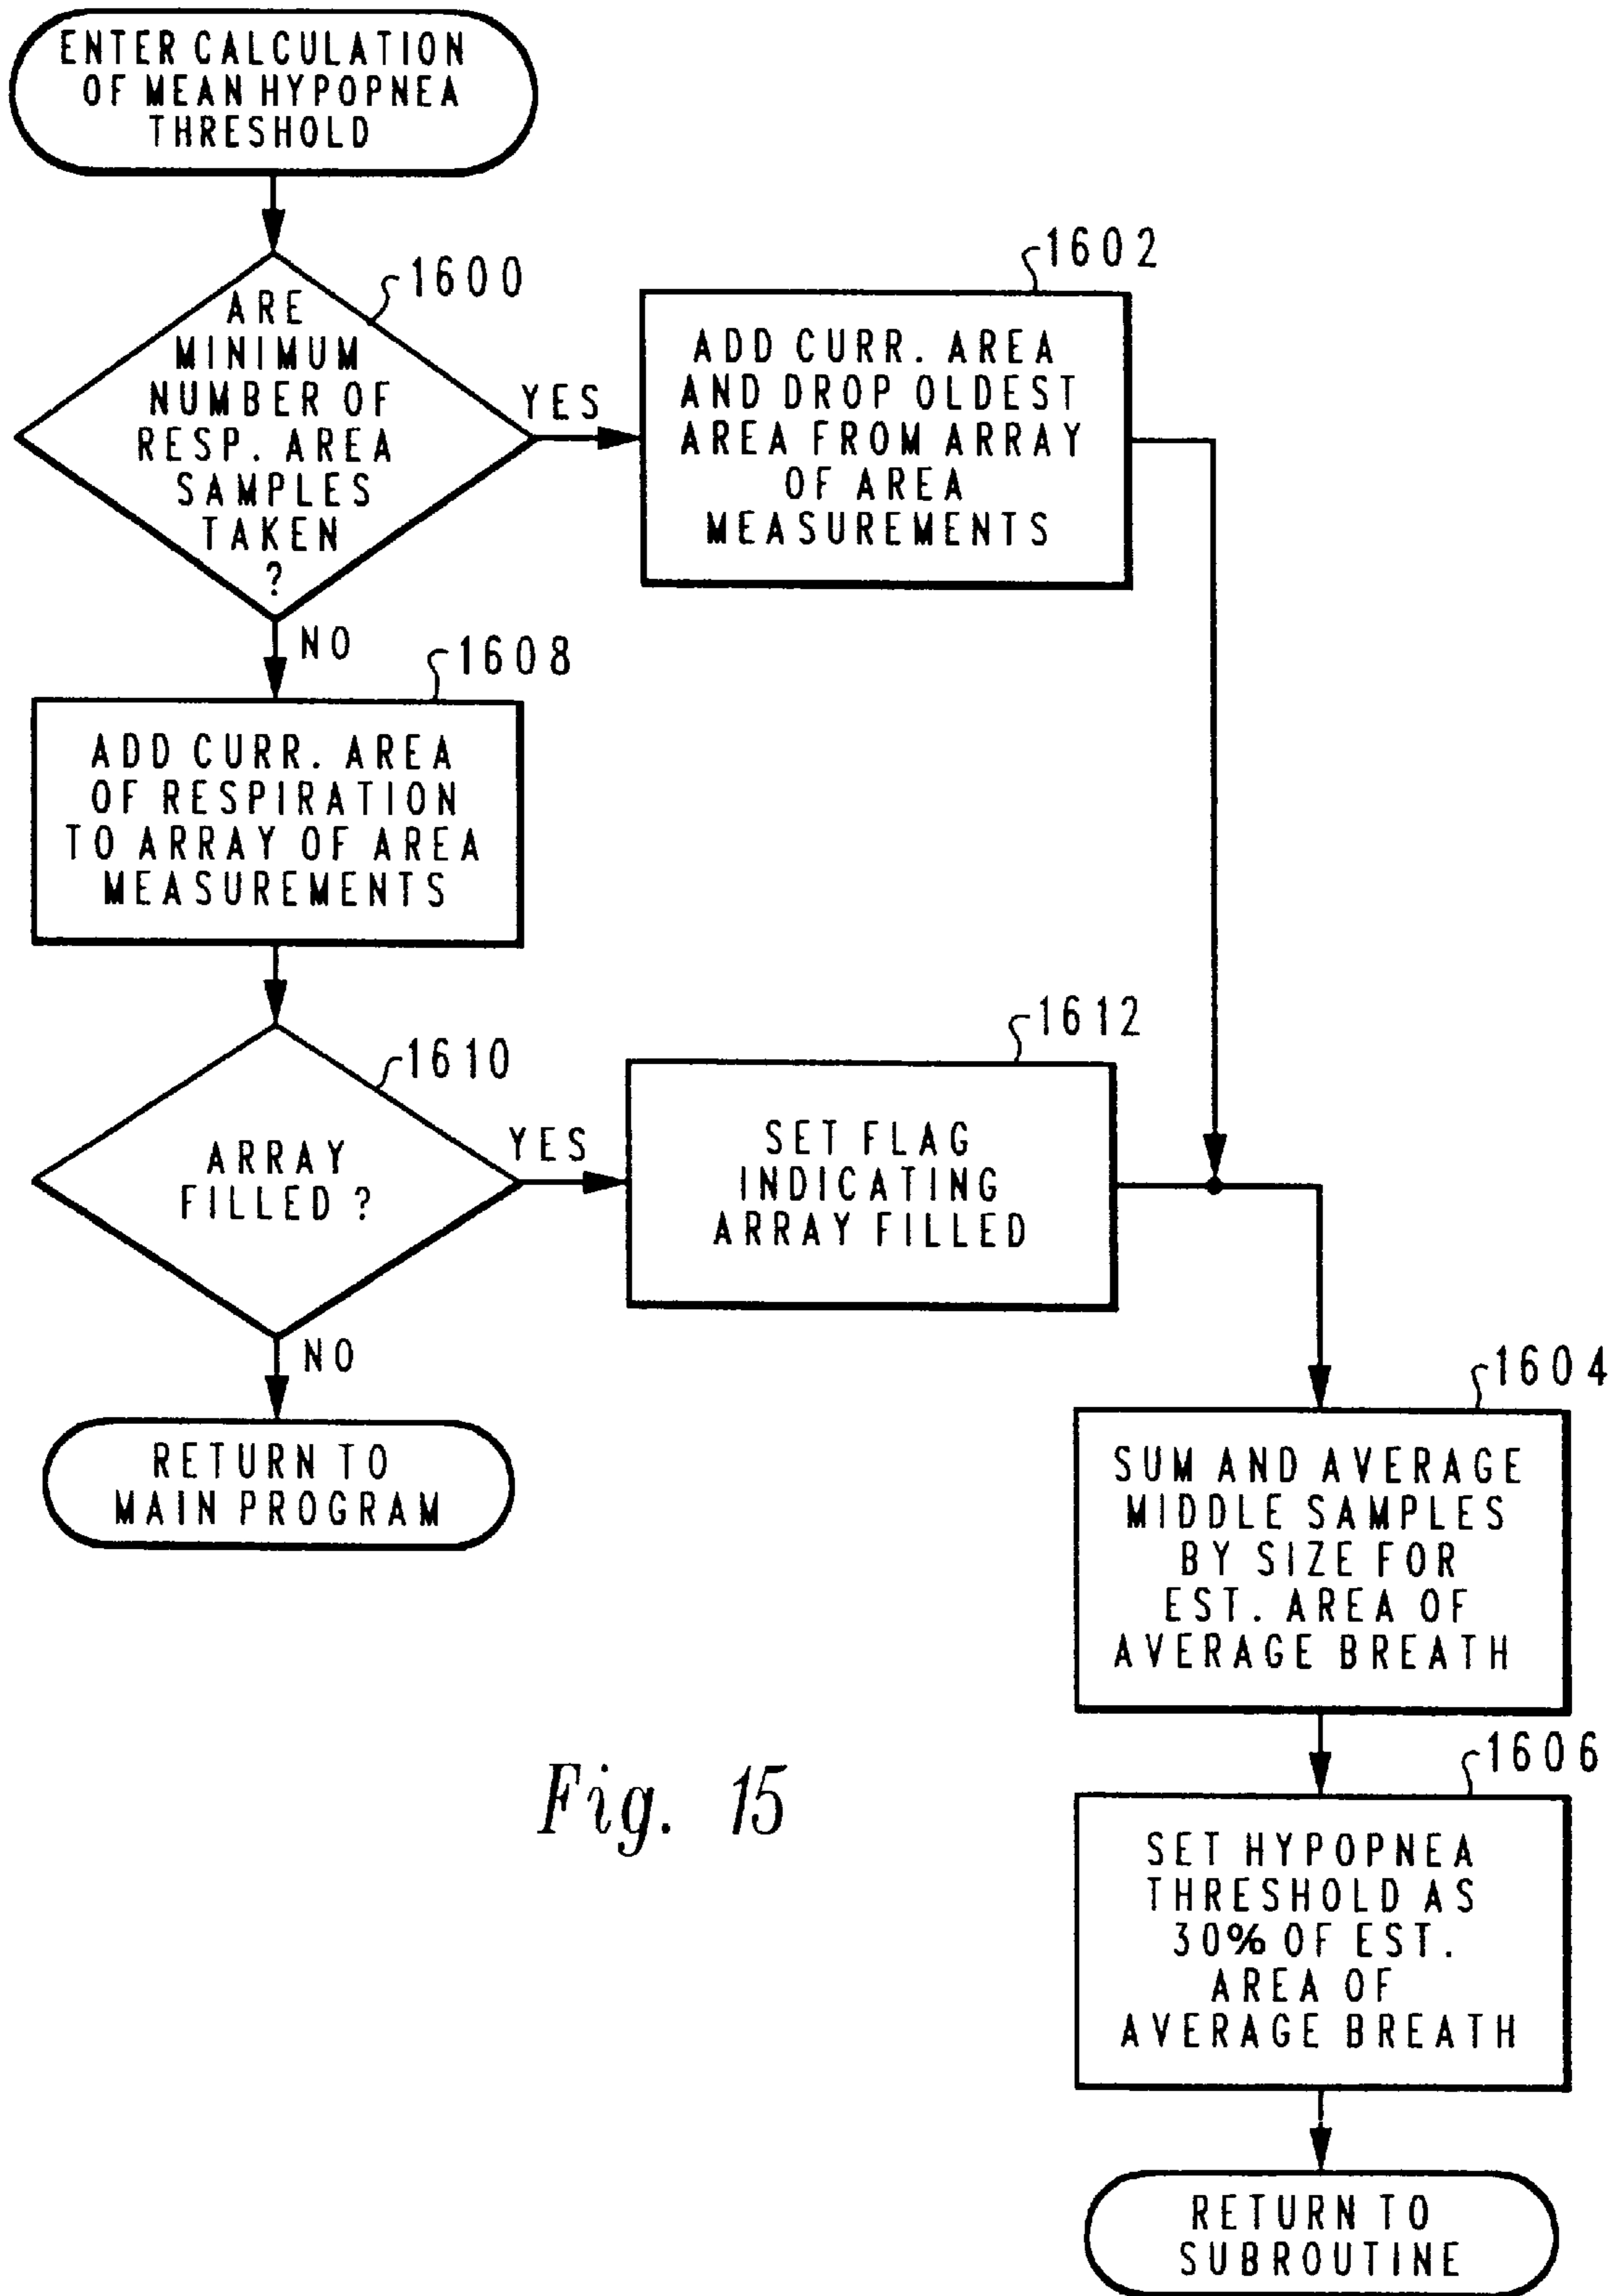 ENTER CALCULATION
OF MEAN HYPOPNEA
THRESHOLD
1600
ARE
MINIMUM
NUMBER OF
RESP. AREA
SAMPLES
TAKEN
?
YES
1602
ADD CURR. AREA
AND DROP OLDEST
AREA FROM ARRAY
OF AREA
MEASUREMENTS
NO
1608
ADD CURR. AREA
OF RESPIRATION
TO ARRAY OF AREA
MEASUREMENTS
1610
ARRAY
FILLED ?
YES
1612
SET FLAG
INDICATING
ARRAY FILLED
NO
RETURN TO
MAIN PROGRAM
1604
SUM AND AVERAGE
MIDDLE SAMPLES
BY SIZE FOR
EST. AREA OF
AVERAGE BREATH
1606
SET HYPOPNEA
THRESHOLD AS
30% OF EST.
AREA OF
AVERAGE BREATH
RETURN TO
SUBROUTINE
Fig. 15